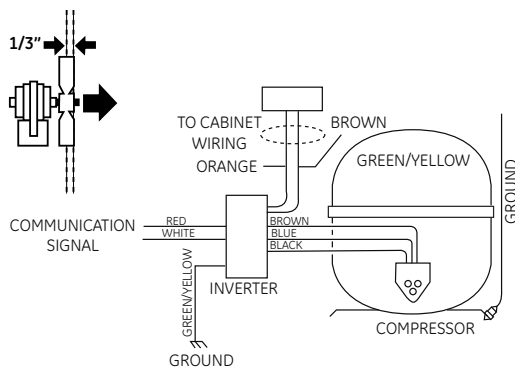 1/3"
TO CABINET
WIRING
BROWN
ORANGE
GREEN/YELLOW
GROUND
COMMUNICATION
SIGNAL
RED
WHITE
BROWN
BLUE
BLACK
GREEN/YELLOW
INVERTER
COMPRESSOR
GROUND